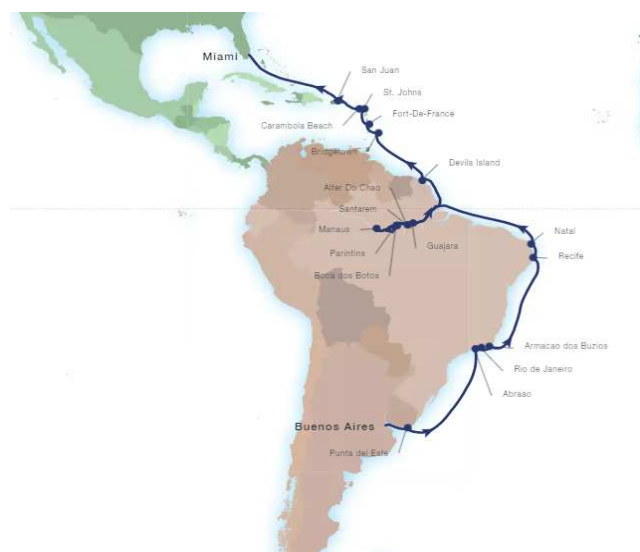 Miami
San Juan
St. Johns
Carambola Beach
Fort-De-France
Bridgetown
Devils Island
Alter Do Chao
Santarem
Manaus
Guajara
Parintins
Boca dos Botos
Natal
Recife
Armacao dos Buzios
Rio de Janeiro
Abraao
Buenos Aires
Punta del Este